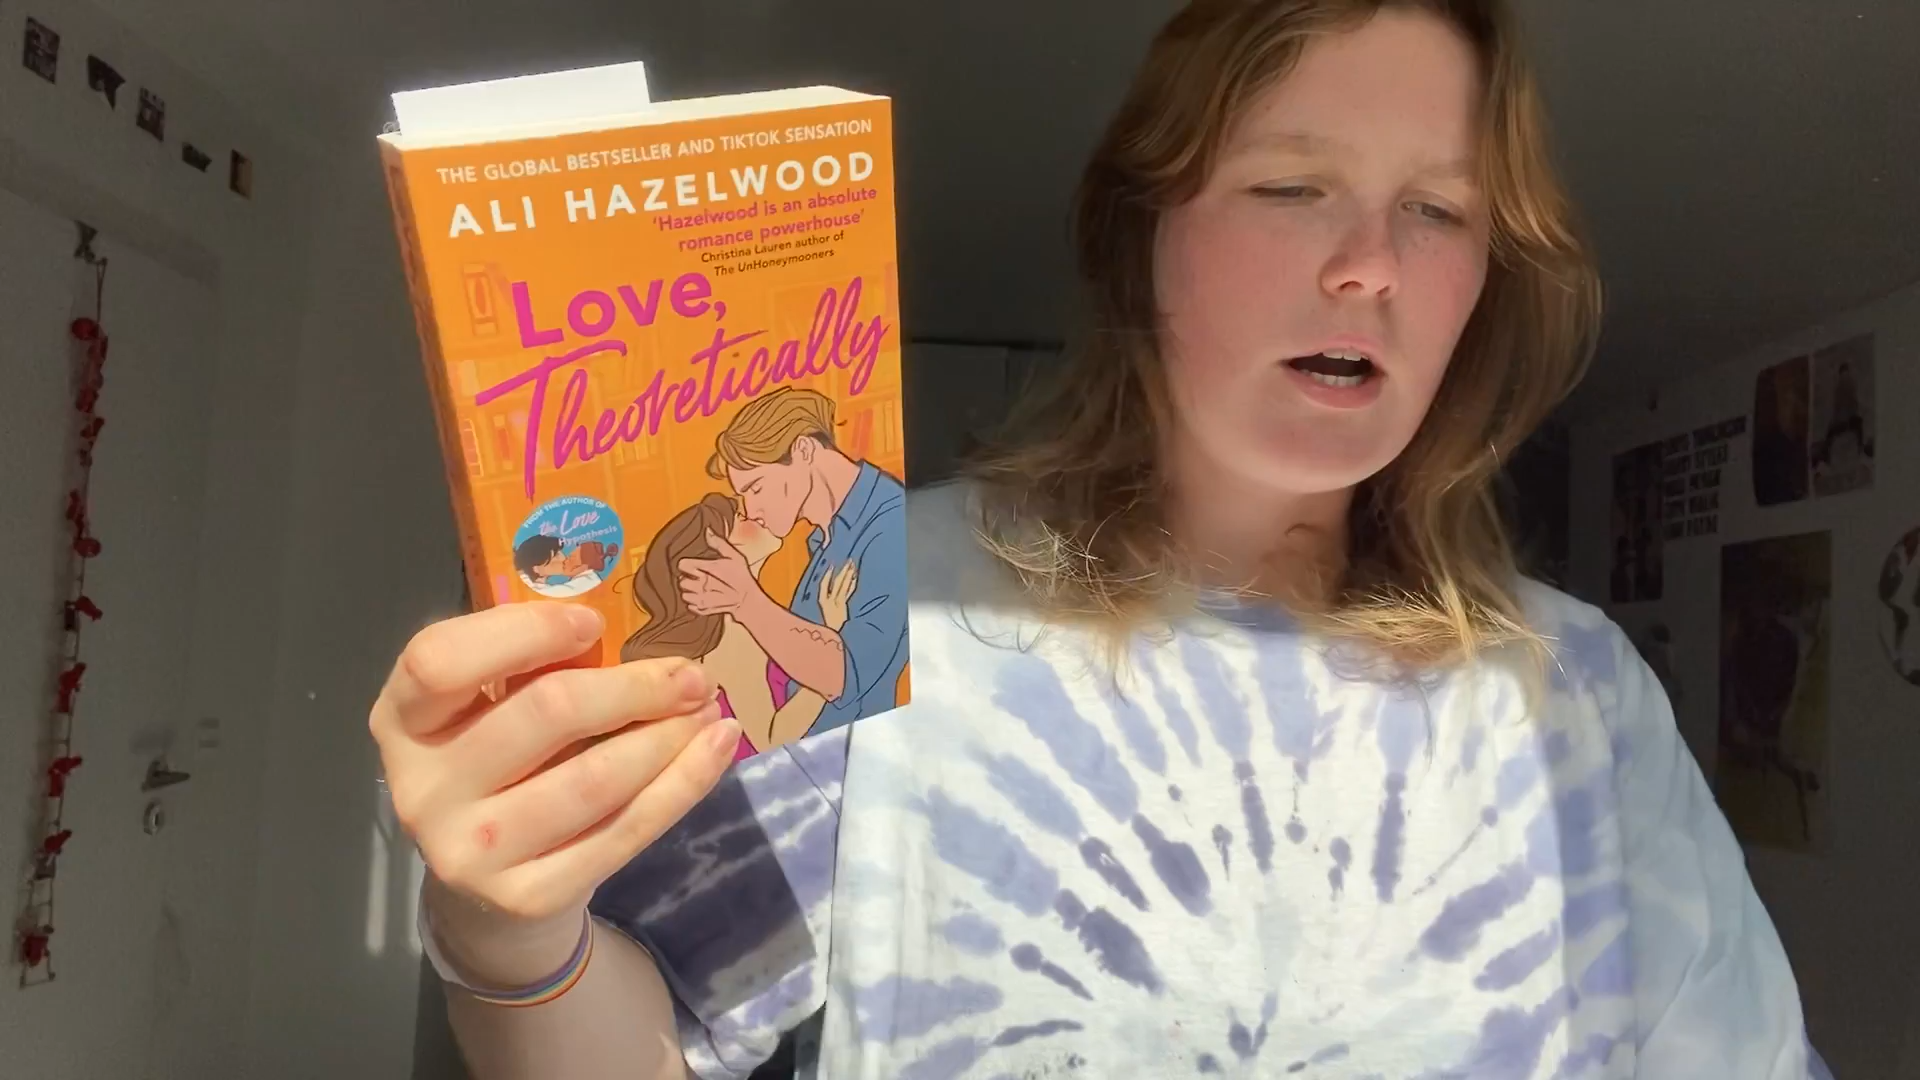 THE GLOBAL BESTSELLER AND TIKTOK SENSATION
ALI HAZELWOOD
'Hazelwood is an absolute
romance powerhouse'
Christina Lauren author of
The UnHoneymooners
Love,
Theoretically
FROM THE AUTHOR OF
the Love
Hypothesis